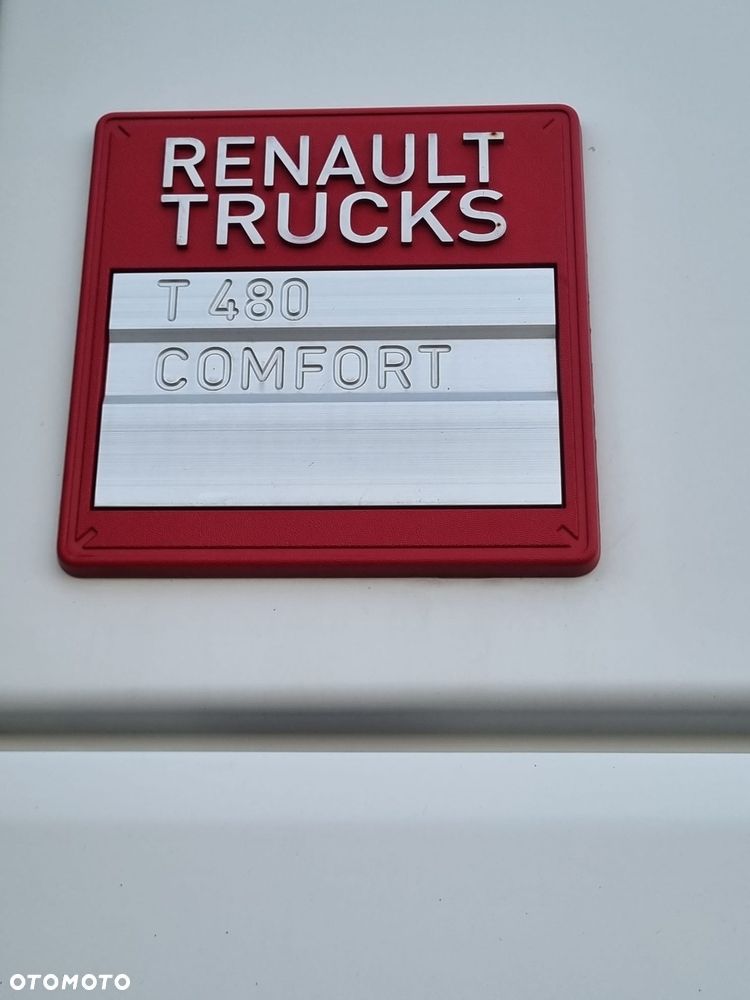 RENAULT
TRUCKS
T 480
COMFORT
OTOMOTO